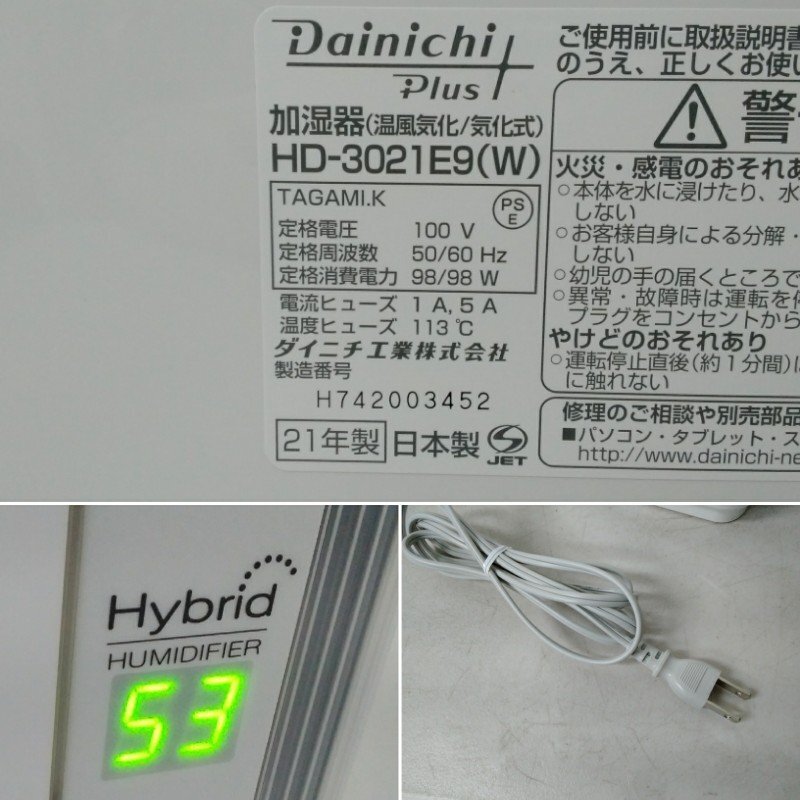 Dainichi
Plus
加湿器(温風気化/気化式)
HD-3021E9(W)
TAGAMI.K
PS
E
定格電圧 100 V
定格周波数 50/60 Hz
定格消費電力 98/98 W
電流ヒューズ 1 A, 5 A
温度ヒューズ 113℃
ダイニチ工業株式会社
製造番号
H742003452
21年製 日本製 JET
ご使用前に取扱説明書
のうえ、正しくお使い
警
火災・感電のおそれあ
○本体を水に浸けたり、水
しない
○お客様自身による分解・
しない
○幼児の手の届くところで
○異常・故障時は運転を停
プラグをコンセントから
やけどのおそれあり
○運転停止直後(約1分間)に
に触れない
修理のご相談や別売部品
■パソコン・タブレット・ス
http://www.dainichi-ne
Hybrid
HUMIDIFIER
53